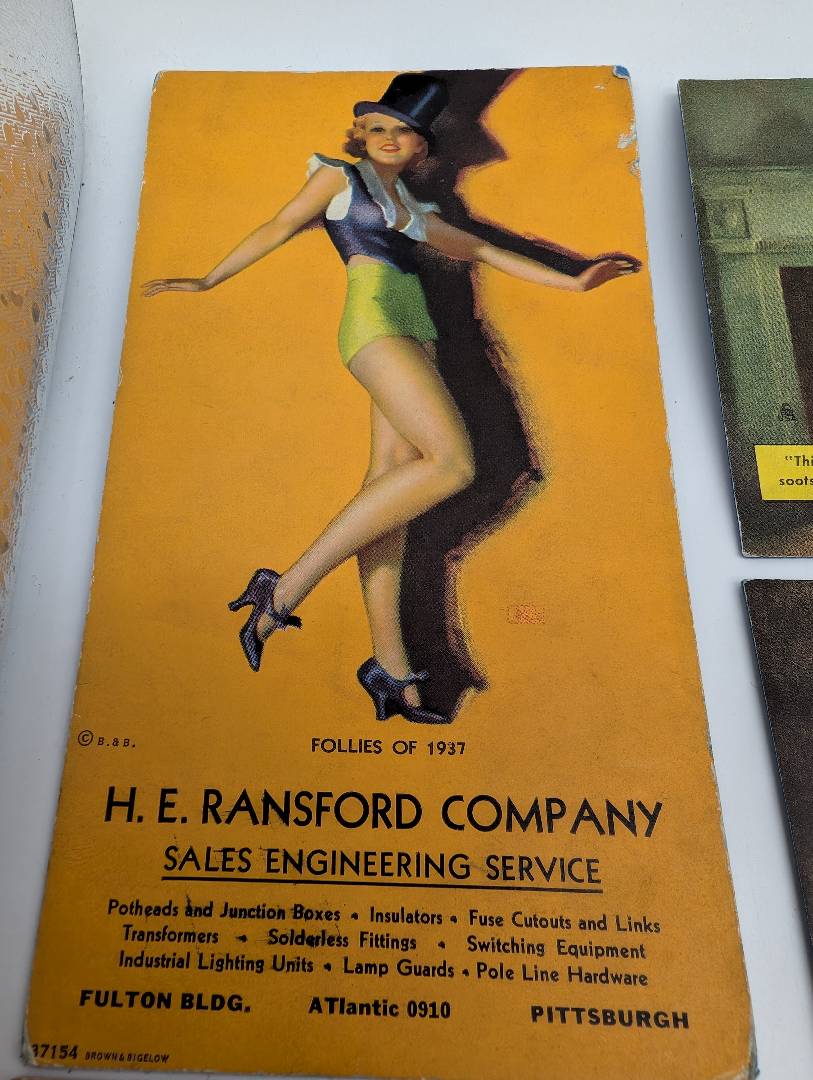 © B. & B.
FOLLIES OF 1937
H. E. RANSFORD COMPANY
SALES ENGINEERING SERVICE
Potheads and Junction Boxes • Insulators • Fuse Cutouts and Links
Transformers • Solderless Fittings • Switching Equipment
Industrial Lighting Units • Lamp Guards • Pole Line Hardware
FULTON BLDG. ATlantic 0910 PITTSBURGH
37154 BROWN & BIGELOW
"Thi
soots